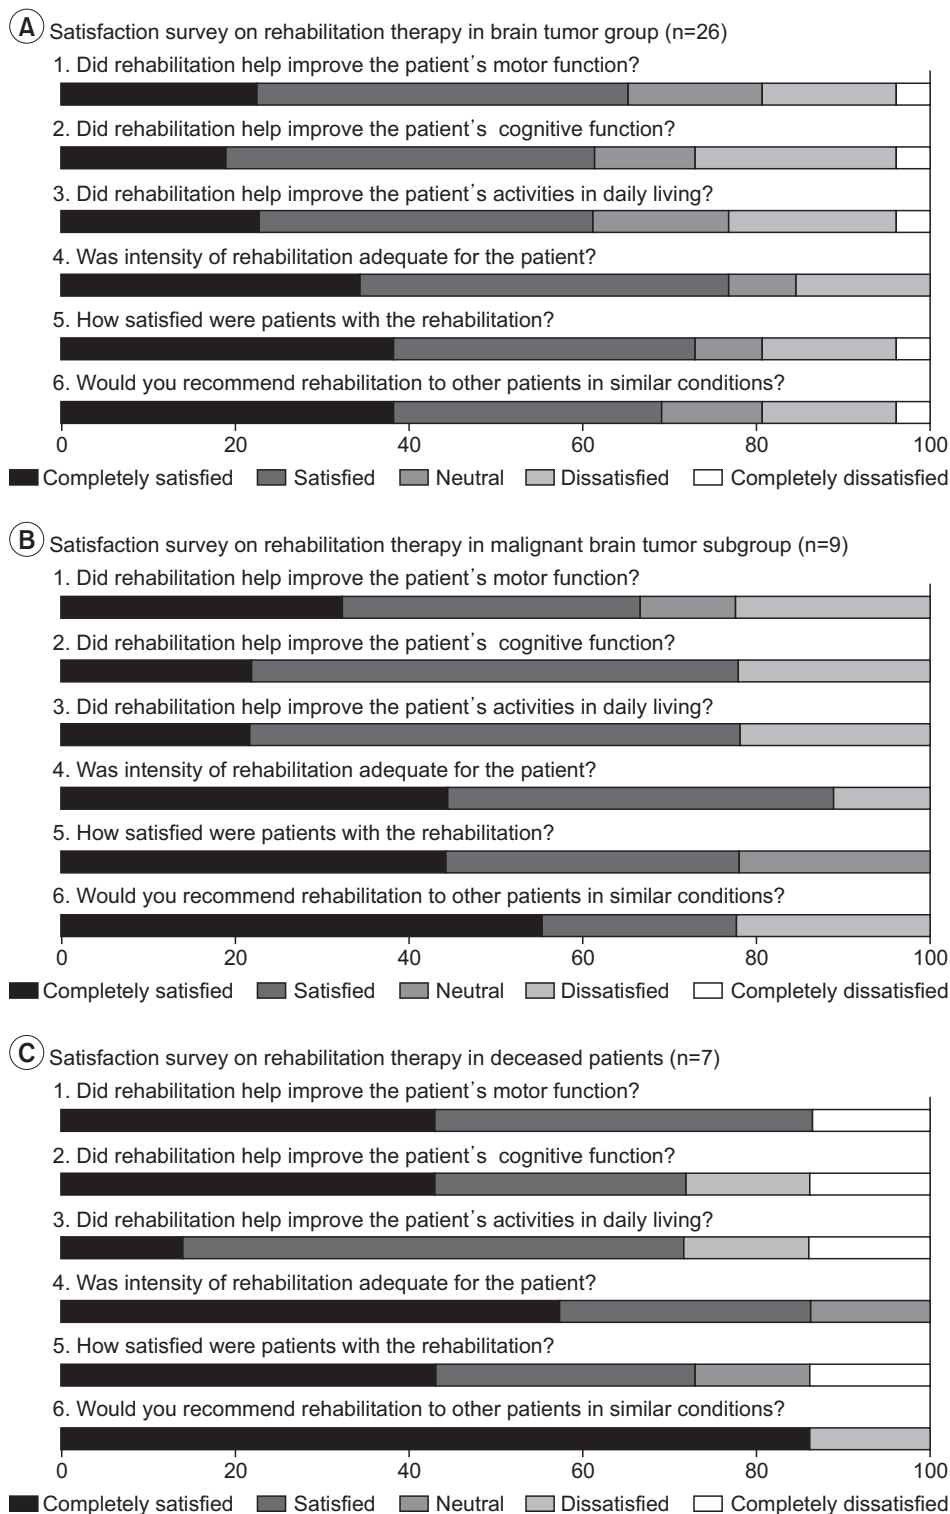 A Satisfaction survey on rehabilitation therapy in brain tumor group (n=26)
1. Did rehabilitation help improve the patient’s motor function?
2. Did rehabilitation help improve the patient’s cognitive function?
3. Did rehabilitation help improve the patient’s activities in daily living?
4. Was intensity of rehabilitation adequate for the patient?
5. How satisfied were patients with the rehabilitation?
6. Would you recommend rehabilitation to other patients in similar conditions?
0 20 40 60 80 100
Completely satisfied Satisfied Neutral Dissatisfied Completely dissatisfied
B Satisfaction survey on rehabilitation therapy in malignant brain tumor subgroup (n=9)
1. Did rehabilitation help improve the patient’s motor function?
2. Did rehabilitation help improve the patient’s cognitive function?
3. Did rehabilitation help improve the patient’s activities in daily living?
4. Was intensity of rehabilitation adequate for the patient?
5. How satisfied were patients with the rehabilitation?
6. Would you recommend rehabilitation to other patients in similar conditions?
0 20 40 60 80 100
Completely satisfied Satisfied Neutral Dissatisfied Completely dissatisfied
C Satisfaction survey on rehabilitation therapy in deceased patients (n=7)
1. Did rehabilitation help improve the patient’s motor function?
2. Did rehabilitation help improve the patient’s cognitive function?
3. Did rehabilitation help improve the patient’s activities in daily living?
4. Was intensity of rehabilitation adequate for the patient?
5. How satisfied were patients with the rehabilitation?
6. Would you recommend rehabilitation to other patients in similar conditions?
0 20 40 60 80 100
Completely satisfied Satisfied Neutral Dissatisfied Completely dissatisfied